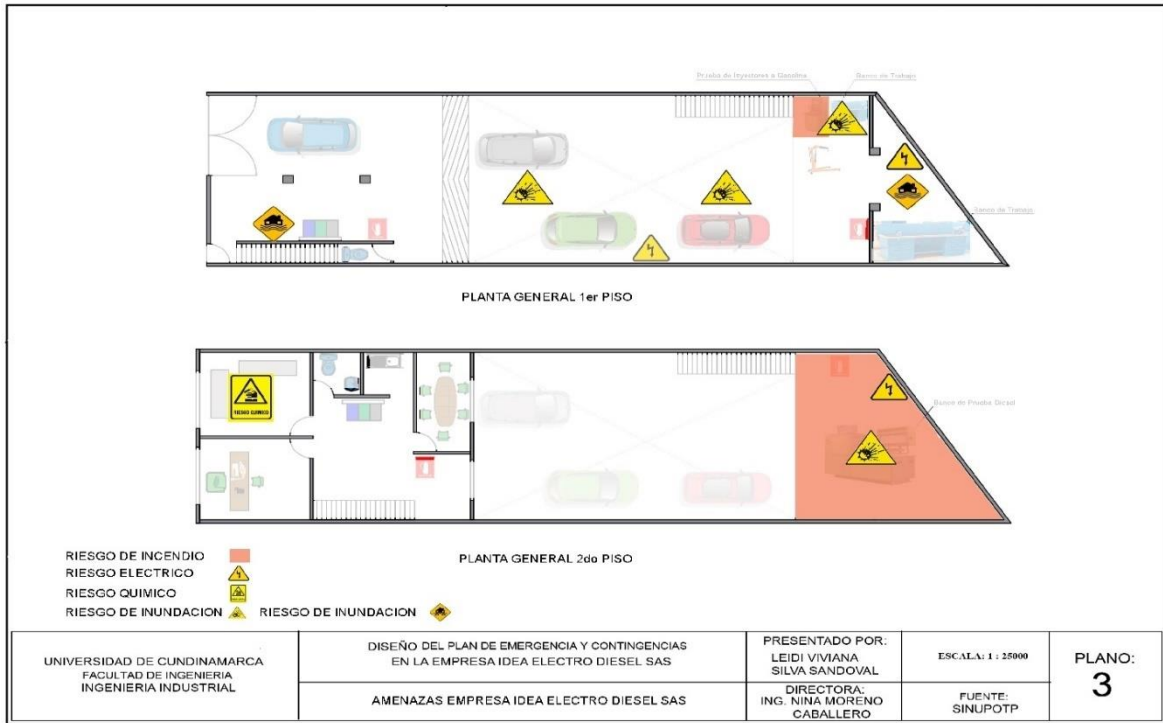 Prueba de Inyectores a Gasolina
Banco de Trabajo
Banco de Trabajo
PLANTA GENERAL 1er PISO
RIESGO QUIMICO
Banco de Prueba
PLANTA GENERAL 2do PISO
RIESGO DE INCENDIO
RIESGO ELECTRICO
RIESGO QUIMICO
RIESGO DE INUNDACION RIESGO DE INUNDACION
UNIVERSIDAD DE CUNDINAMARCA
FACULTAD DE INGENIERIA
INGENIERIA INDUSTRIAL
DISEÑO DEL PLAN DE EMERGENCIA Y CONTINGENCIAS
EN LA EMPRESA IDEA ELECTRO DIESEL SAS
AMENAZAS EMPRESA IDEA ELECTRO DIESEL SAS
PRESENTADO POR:
LEIDI VIVIANA
SILVA SANDOVAL
DIRECTORA:
ING. NINA MORENO
CABALLERO
ESCALA: 1 : 25000
FUENTE:
SINUPOTP
PLANO:
3